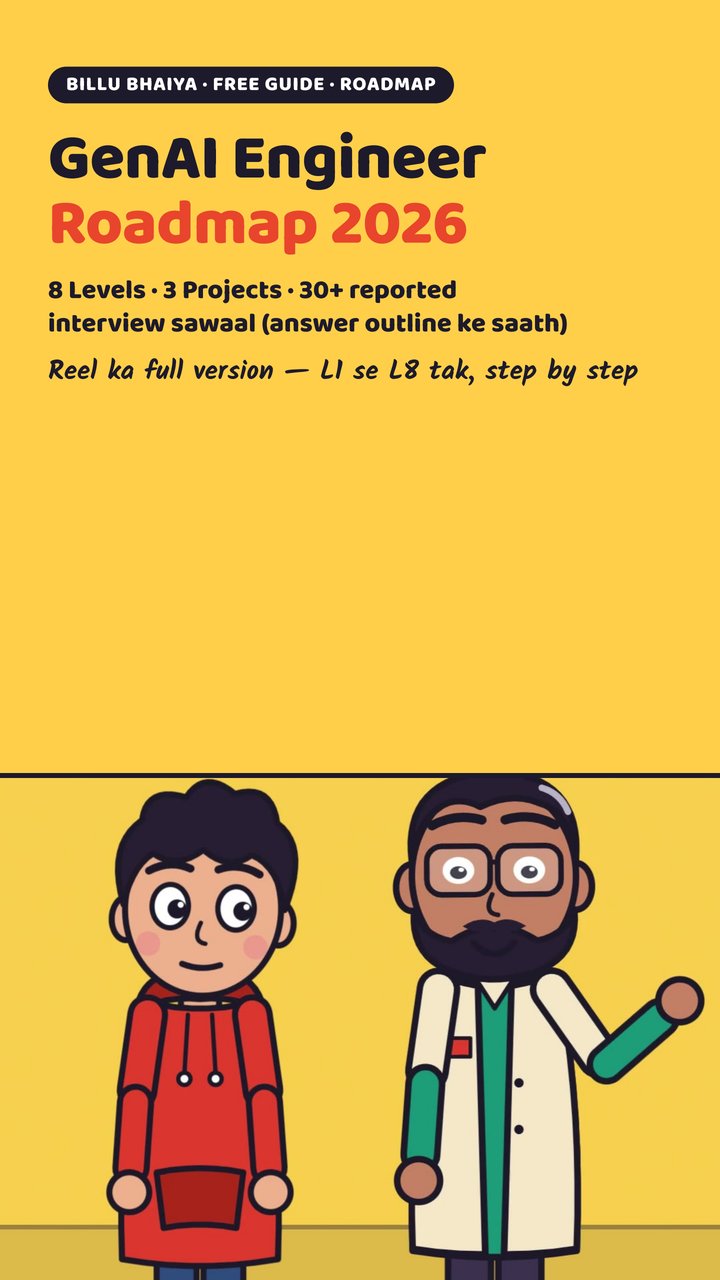 BILLU BHAIYA · FREE GUIDE · ROADMAP
GenAI Engineer
Roadmap 2026
8 Levels · 3 Projects · 30+ reported
interview sawaal (answer outline ke saath)
Reel ka full version — L1 se L8 tak, step by step